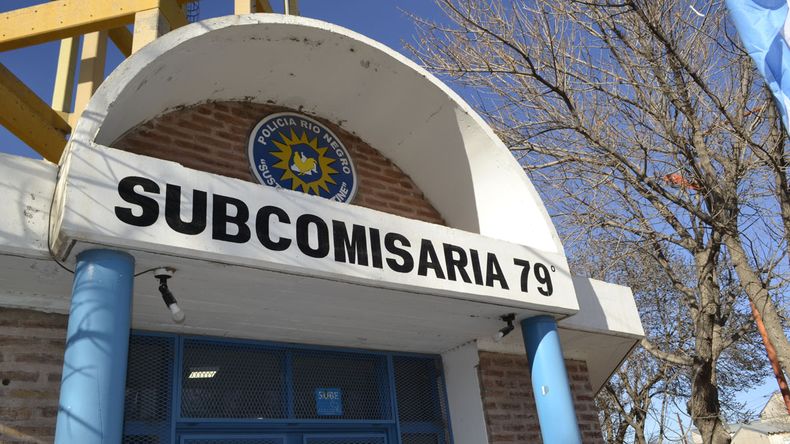 POLICIA RIO NEGRO
SUBCOMISARIA 79°
SUBE